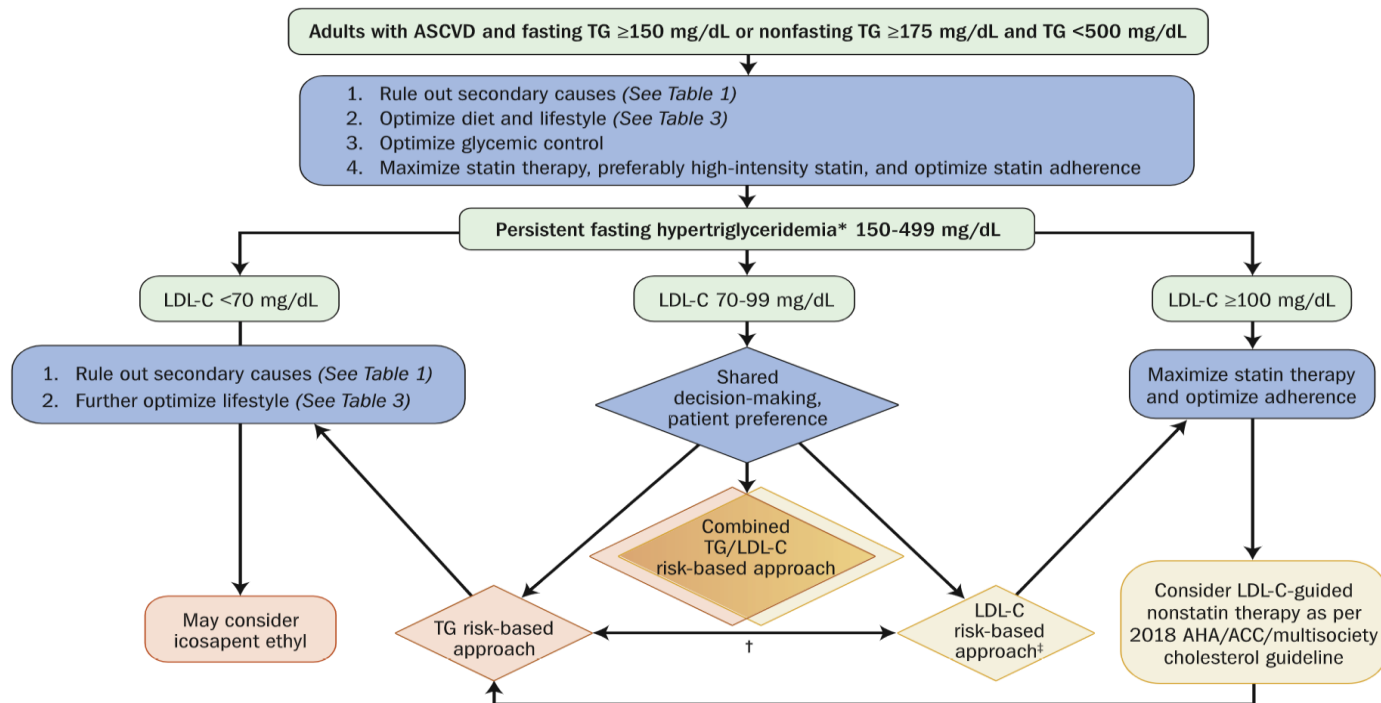 Adults with ASCVD and fasting TG ≥150 mg/dL or nonfasting TG ≥175 mg/dL and TG <500 mg/dL
1. Rule out secondary causes (See Table 1)
2. Optimize diet and lifestyle (See Table 3)
3. Optimize glycemic control
4. Maximize statin therapy, preferably high-intensity statin, and optimize statin adherence
Persistent fasting hypertriglyceridemia* 150-499 mg/dL
LDL-C <70 mg/dL
LDL-C 70-99 mg/dL
LDL-C ≥100 mg/dL
1. Rule out secondary causes (See Table 1)
2. Further optimize lifestyle (See Table 3)
Shared
decision-making,
patient preference
Maximize statin therapy
and optimize adherence
Combined
TG/LDL-C
risk-based approach
May consider
icosapent ethyl
TG risk-based
approach
†
LDL-C
risk-based
approach‡
Consider LDL-C-guided
nonstatin therapy as per
2018 AHA/ACC/multisociety
cholesterol guideline